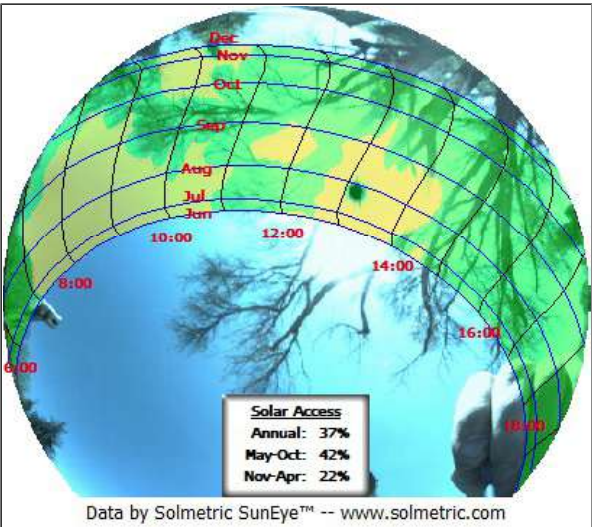 Dec
Nov
Oct
Sep
Aug
Jul
Jun
10:00
12:00
8:00
14:00
16:00
6:00
18:00
Solar Access
Annual: 37%
May-Oct: 42%
Nov-Apr: 22%
Data by Solmetric SunEye™ -- www.solmetric.com